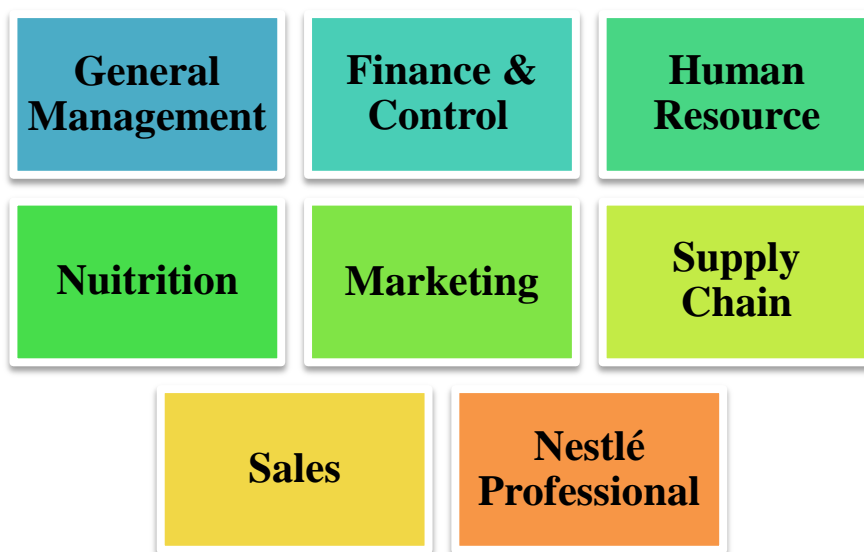 General
Management
Finance &
Control
Human
Resource
Nuitrition
Marketing
Supply
Chain
Sales
Nestlé
Professional